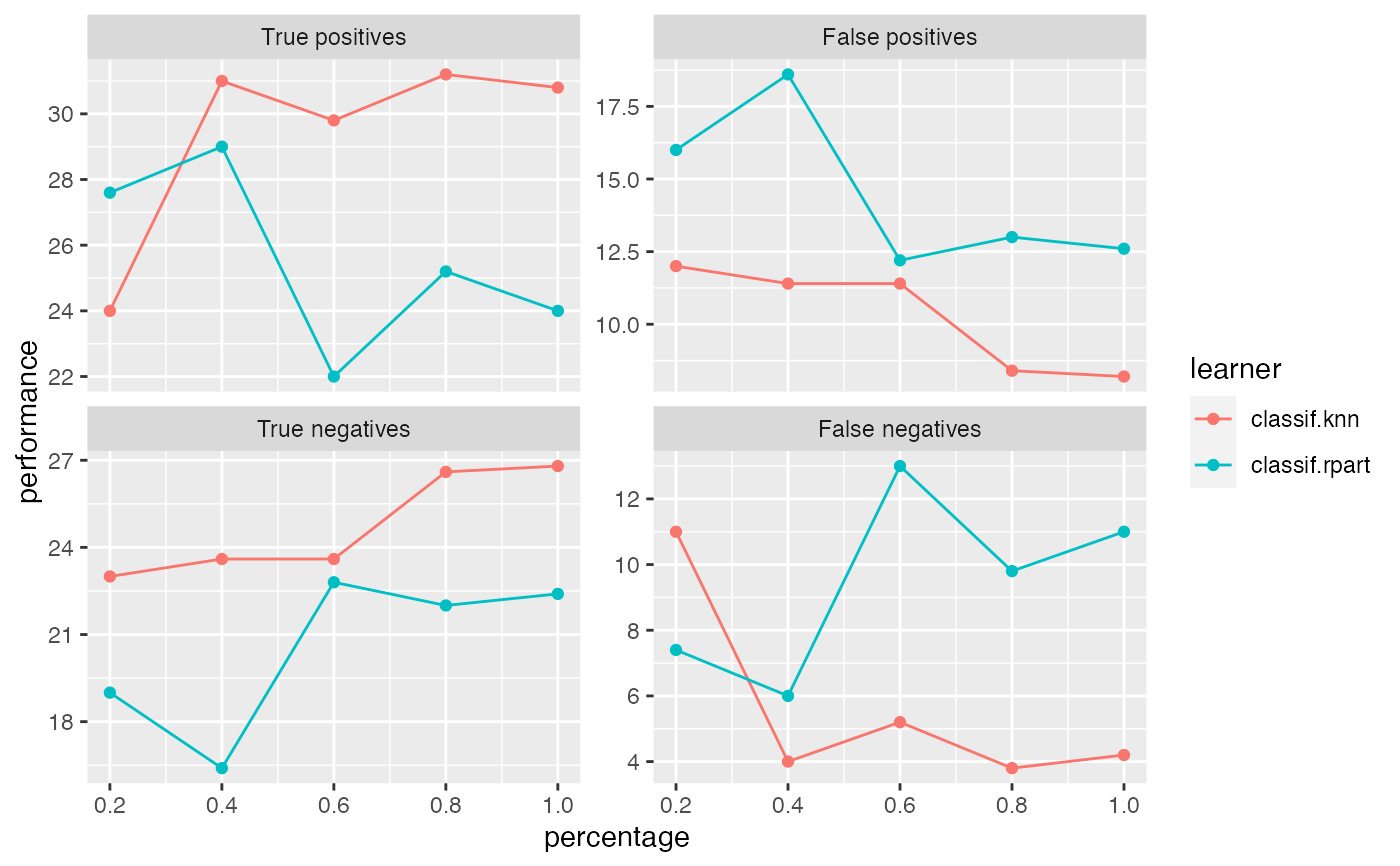 True positives
False positives
30
28
26
24
22
17.5
15.0
12.5
10.0
True negatives
False negatives
27
24
21
18
12
10
8
6
4
0.2 0.4 0.6 0.8 1.0
0.2 0.4 0.6 0.8 1.0
percentage
performance
learner
classif.knn
classif.rpart